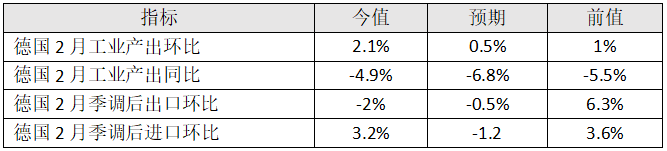 指标 今值 预期 前值
德国 2 月工业产出环比 2.1% 0.5% 1%
德国 2 月工业产出同比 -4.9% -6.8% -5.5%
德国 2 月季调后出口环比 -2% -0.5% 6.3%
德国 2 月季调后进口环比 3.2% -1.2 3.6%